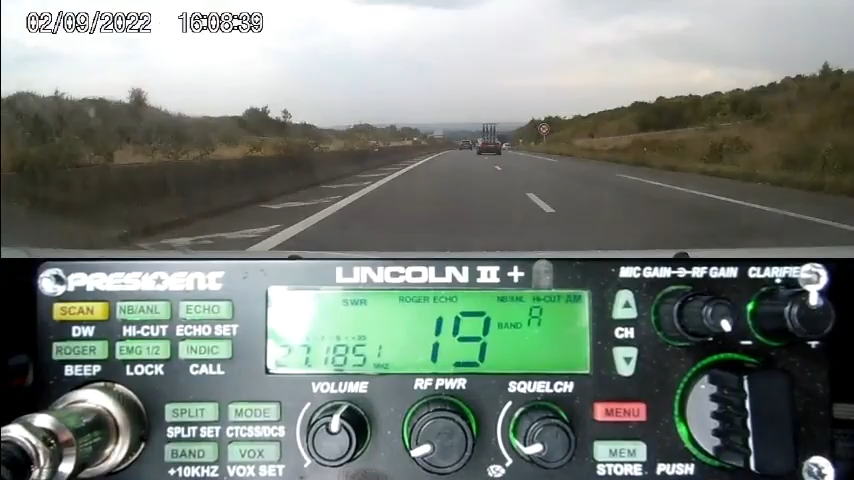 02/09/2022 16:08:39
PRESIDENT LINCOLN II + MIC GAIN RF GAIN CLARIFIER
SCAN NB/ANL ECHO
DW HI-CUT ECHO SET
ROGER EMG 1/2 INDIC
BEEP LOCK CALL
SWR ROGER ECHO NB/ANL HI-CUT AM
19 BAND A
27.1851 MHz
CH
VOLUME RF PWR SQUELCH
SPLIT MODE
SPLIT SET CTCSS/DCS
BAND VOX
+10KHZ VOX SET
MENU
MEM
STORE PUSH